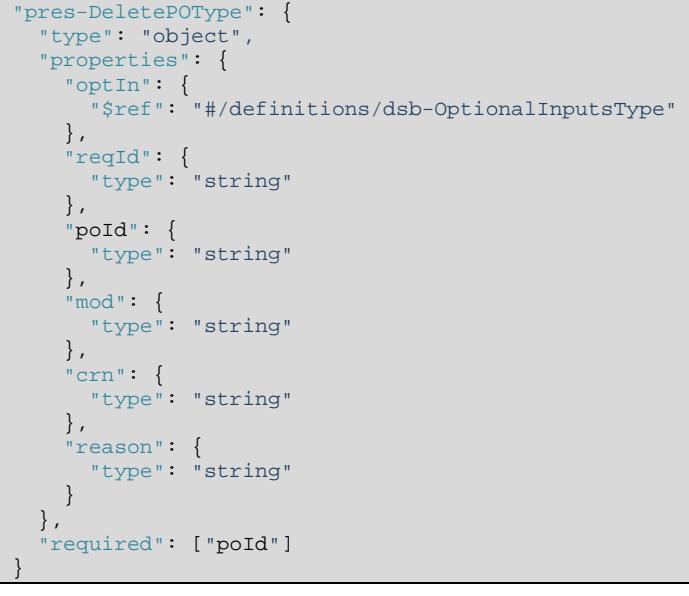 "pres-DeletePOType": {
  "type": "object",
  "properties": {
    "optIn": {
      "$ref": "#/definitions/dsb-OptionalInputsType"
    },
    "reqId": {
      "type": "string"
    },
    "poId": {
      "type": "string"
    },
    "mod": {
      "type": "string"
    },
    "crn": {
      "type": "string"
    },
    "reason": {
      "type": "string"
    }
  },
  "required": ["poId"]
}